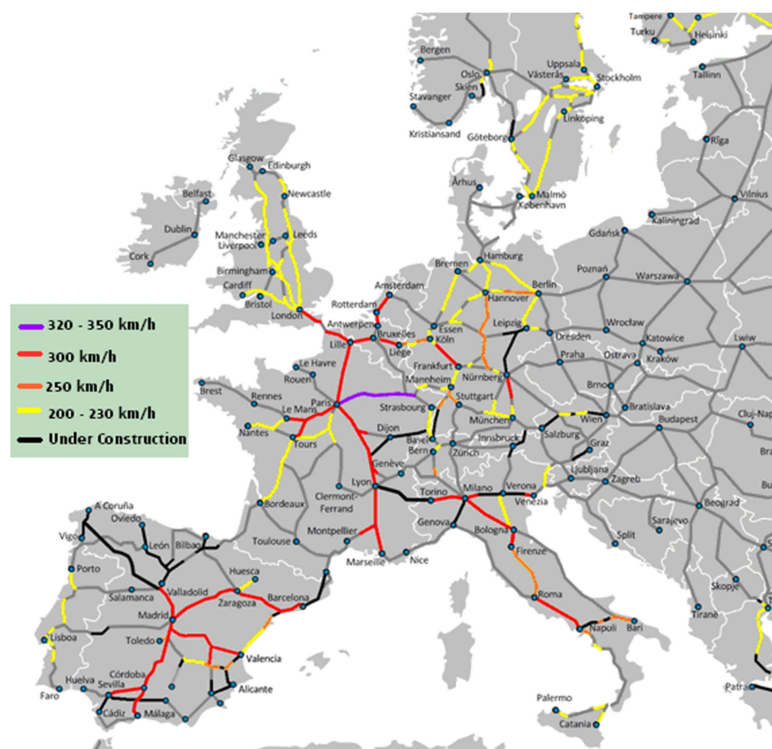 Tampere
Turku
Helsinki
Bergen
Oslo
Uppsala
Västerås
Stockholm
Tallinn
Skien
Stavanger
Kristiansand
Linköping
Göteborg
Rīga
Glasgow
Edinburgh
Århus
Belfast
Newcastle
Malmö
København
Vilnius
Kaliningrad
Dublin
Manchester
Leeds
Liverpool
Gdańsk
Cork
Hamburg
Birmingham
Bremen
Amsterdam
Berlin
Poznań
Warszawa
Cardiff
Rotterdam
Hannover
Bristol
London
Antwerpen
Essen
Leipzig
Wrocław
320 - 350 km/h
Bruxelles
Köln
Dresden
Katowice
Lille
Liège
Lwiw
300 km/h
Frankfurt
Praha
Ostrava
Kraków
Le Havre
Rouen
Mannheim
Nürnberg
250 km/h
Brest
Rennes
Paris
Strasbourg
Stuttgart
Brno
Le Mans
München
Wien
Bratislava
200 - 230 km/h
Nantes
Dijon
Basel
Salzburg
Budapest
Cluj-Nap
Under Construction
Tours
Bern
Zürich
Innsbruck
Graz
Genève
Ljubljana
Zagreb
Lyon
Milano
Verona
Clermont-
Ferrand
Torino
Venezia
Beograd
A Coruña
Bordeaux
Genova
Bologna
Oviedo
Montpellier
Vigo
León
Bilbao
Toulouse
Nice
Firenze
Split
Sarajevo
Marseille
Porto
Huesca
Salamanca
Valladolid
Zaragoza
Barcelona
Skopje
Madrid
Roma
Tiranë
Lisboa
Toledo
Napoli
Bari
Valencia
Córdoba
Alicante
Huelva
Sevilla
Patra
Faro
Cádiz
Málaga
Palermo
Catania